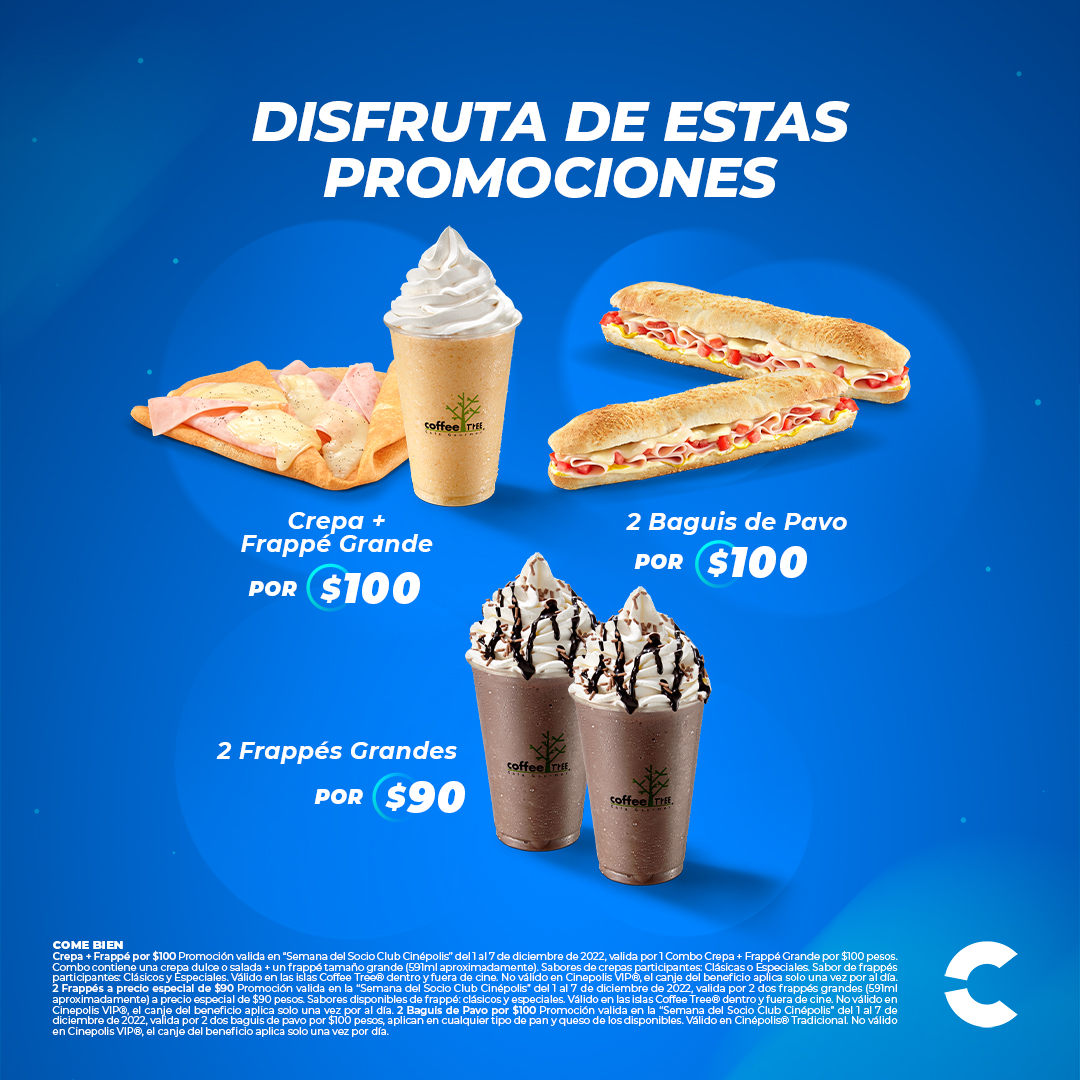 DISFRUTA DE ESTAS
PROMOCIONES
coffee TREE
Café Gourmet
Crepa +
Frappé Grande
POR $100
2 Baguis de Pavo
POR $100
coffee TREE
Café Gourmet
coffee TREE
Café Gourmet
2 Frappés Grandes
POR $90
COME BIEN
Crepa + Frappé por $100 Promoción valida en “Semana del Socio Club Cinépolis” del 1 al 7 de diciembre de 2022, valida por 1 Combo Crepa + Frappé Grande por $100 pesos.
Combo contiene una crepa dulce o salada + un frappé tamaño grande (591ml aproximadamente). Sabores de crepas participantes: Clásicas o Especiales. Sabor de frappés
participantes: Clásicos y Especiales. Válido en las islas Coffee Tree® dentro y fuera de cine. No válido en Cinepolis VIP®, el canje del beneficio aplica solo una vez por al día.
2 Frappés a precio especial de $90 Promoción valida en la “Semana del Socio Club Cinépolis” del 1 al 7 de diciembre de 2022, valida por 2 dos frappés grandes (591ml
aproximadamente) a precio especial de $90 pesos. Sabores disponibles de frappé: clásicos y especiales. Válido en las islas Coffee Tree® dentro y fuera de cine. No válido en
Cinepolis VIP®, el canje del beneficio aplica solo una vez por al día. 2 Baguis de Pavo por $100 Promoción valida en la “Semana del Socio Club Cinépolis” del 1 al 7 de
diciembre de 2022, valida por 2 dos baguis de pavo por $100 pesos, aplican en cualquier tipo de pan y queso de los disponibles. Válido en Cinépolis® Tradicional. No válido
en Cinepolis VIP®, el canje del beneficio aplica solo una vez por día.